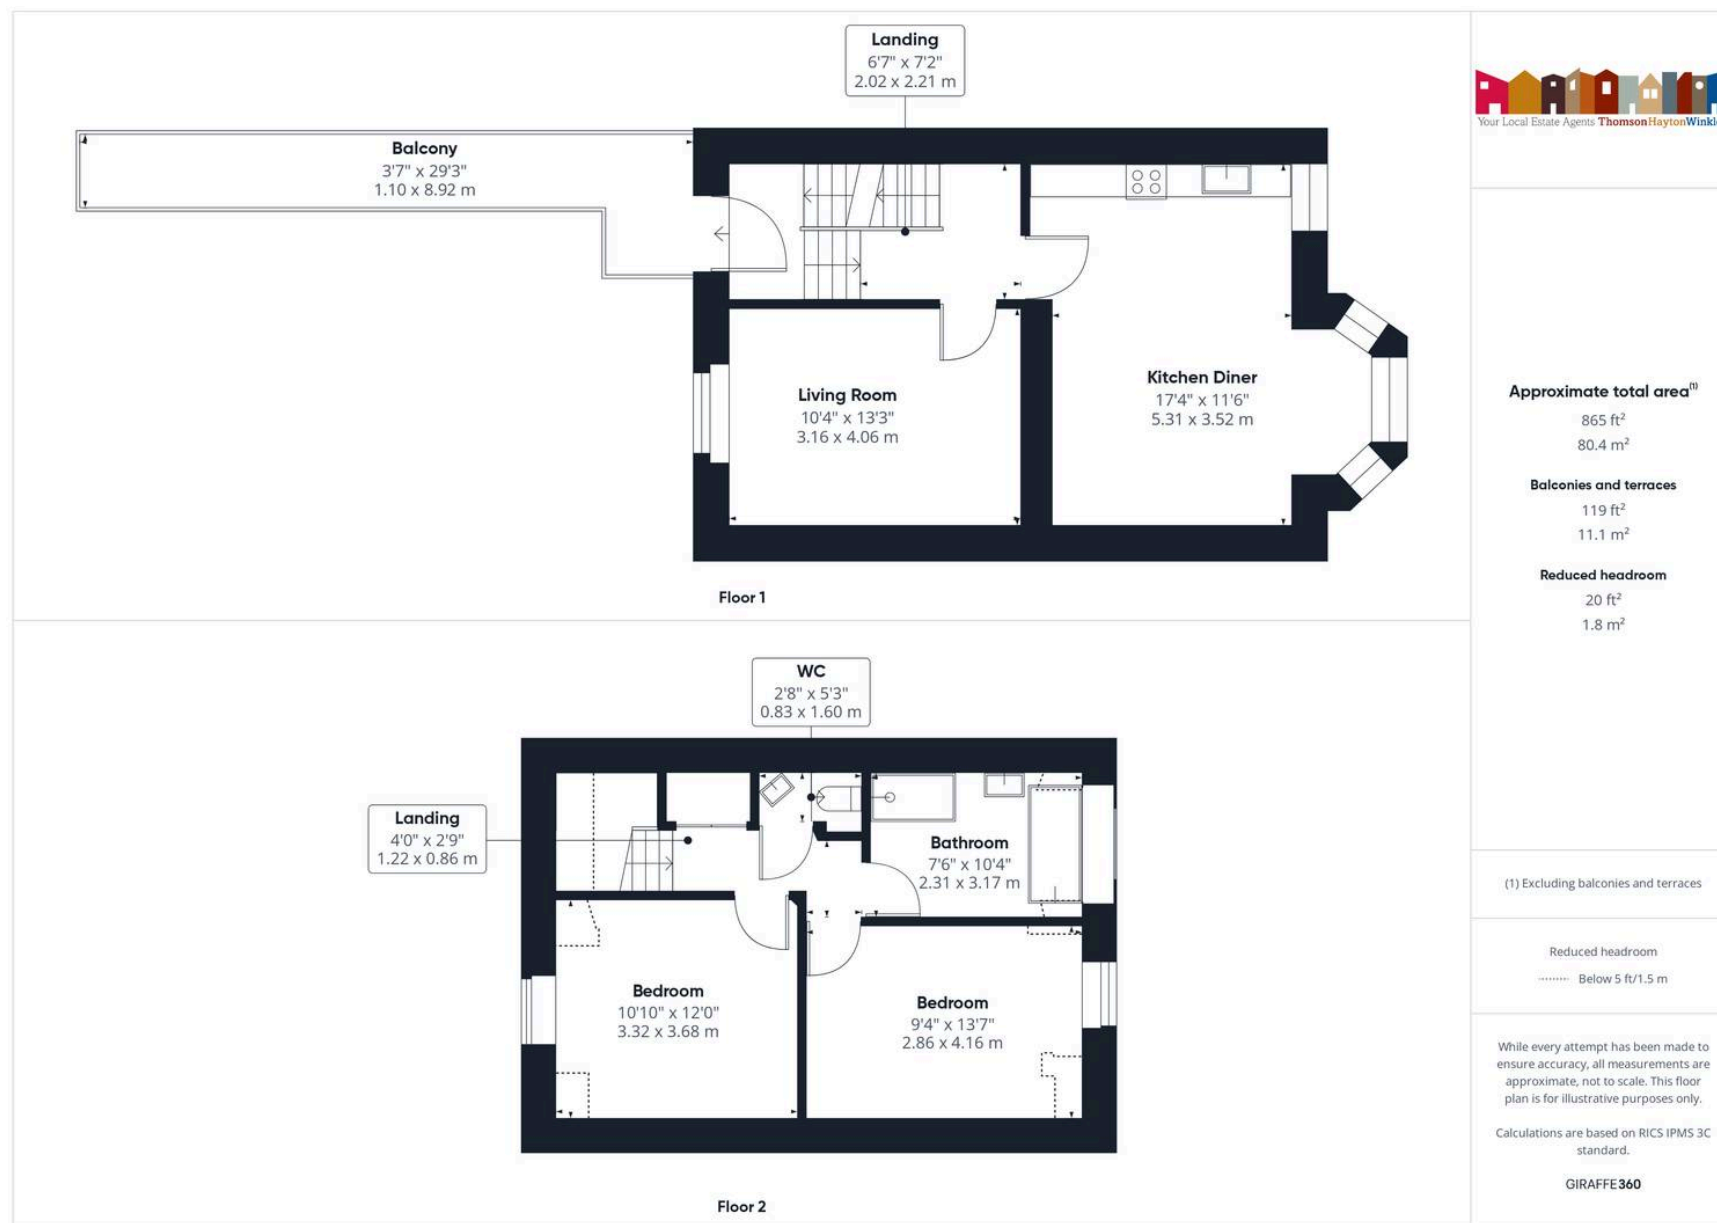 Landing
6'7" x 7'2"
2.02 x 2.21 m
Balcony
3'7" x 29'3"
1.10 x 8.92 m
Living Room
10'4" x 13'3"
3.16 x 4.06 m
Kitchen Diner
17'4" x 11'6"
5.31 x 3.52 m
Floor 1
WC
2'8" x 5'3"
0.83 x 1.60 m
Landing
4'0" x 2'9"
1.22 x 0.86 m
Bathroom
7'6" x 10'4"
2.31 x 3.17 m
Bedroom
10'10" x 12'0"
3.32 x 3.68 m
Bedroom
9'4" x 13'7"
2.86 x 4.16 m
Floor 2
Your Local Estate Agents ThomsonHaytonWinkl
Approximate total area(1)
865 ft²
80.4 m²
Balconies and terraces
119 ft²
11.1 m²
Reduced headroom
20 ft²
1.8 m²
(1) Excluding balconies and terraces
Reduced headroom
Below 5 ft/1.5 m
While every attempt has been made to
ensure accuracy, all measurements are
approximate, not to scale. This floor
plan is for illustrative purposes only.
Calculations are based on RICS IPMS 3C
standard.
GIRAFFE360